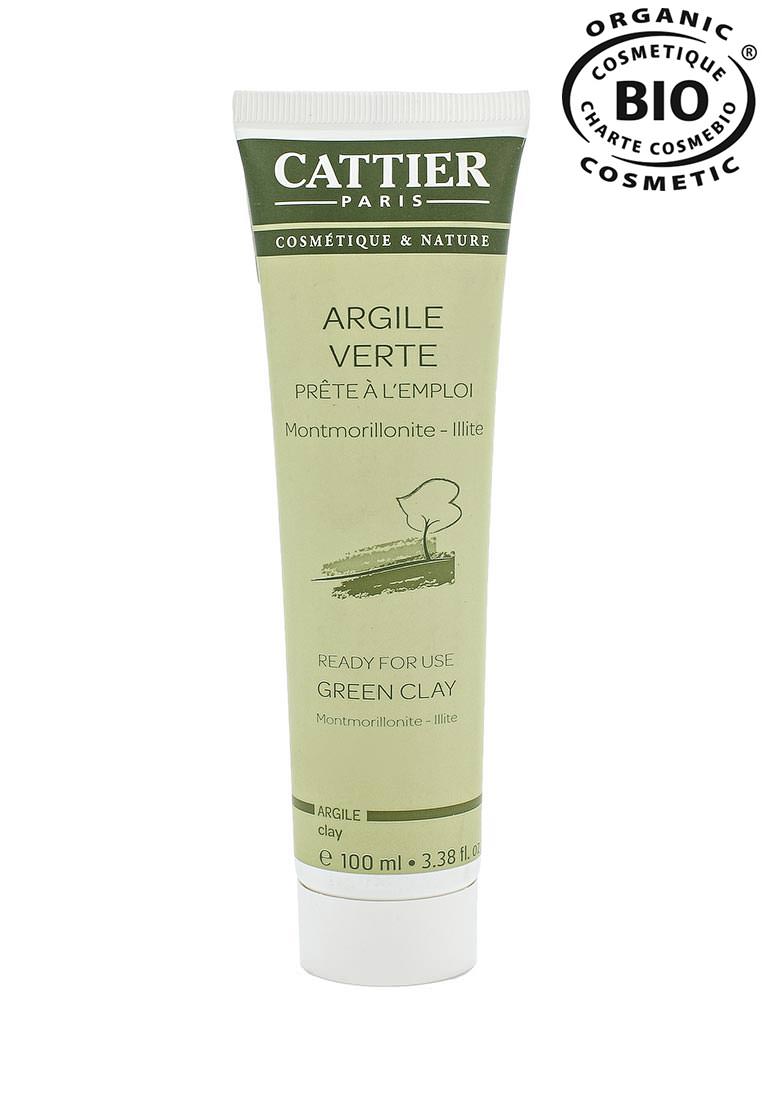 ORGANIC
COSMETIQUE
BIO
®
CHARTE COSMEBIO
COSMETIC
CATTIER
PARIS
COSMÉTIQUE & NATURE
ARGILE
VERTE
PRÊTE À L'EMPLOI
Montmorillonite - Illite
READY FOR USE
GREEN CLAY
Montmorillonite - Illite
ARGILE
clay
℮ 100 ml • 3.38 fl. oz